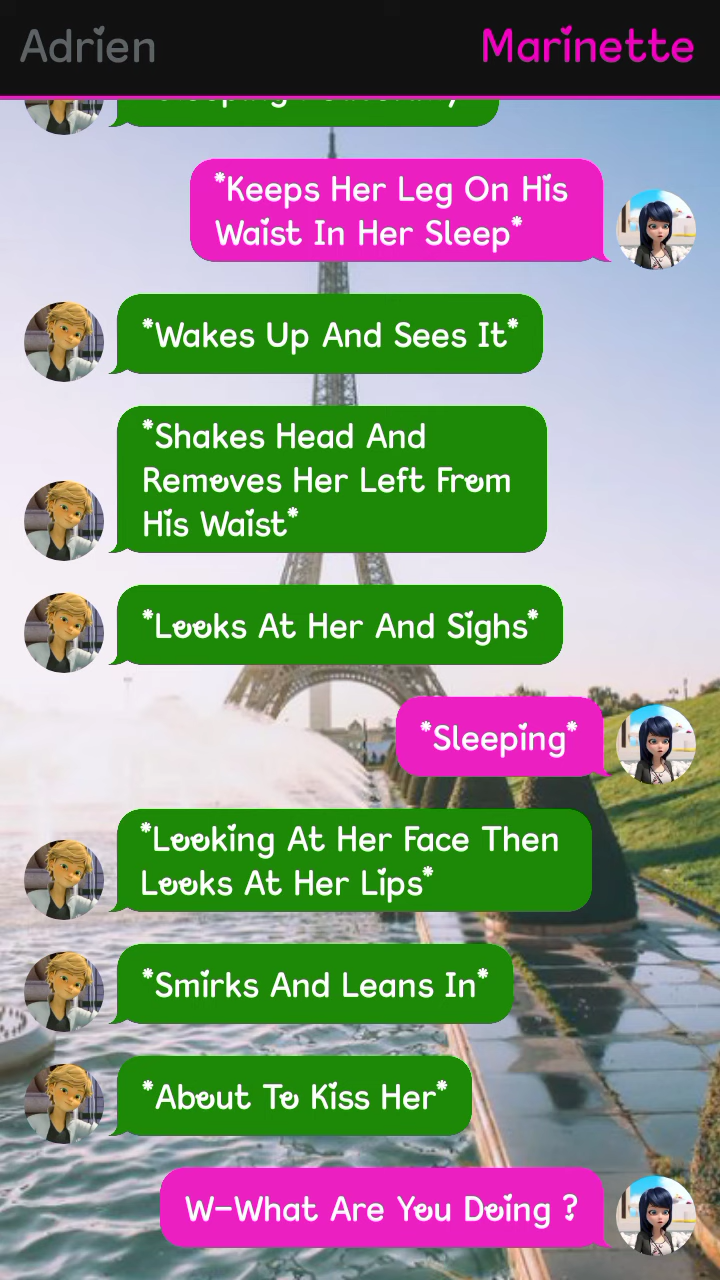 Adrien
Marinette
*Keeps Her Leg On His
Waist In Her Sleep*
*Wakes Up And Sees It*
*Shakes Head And
Removes Her Left From
His Waist*
*Looks At Her And Sighs*
*Sleeping*
*Looking At Her Face Then
Looks At Her Lips*
*Smirks And Leans In*
*About To Kiss Her*
W-What Are You Doing ?